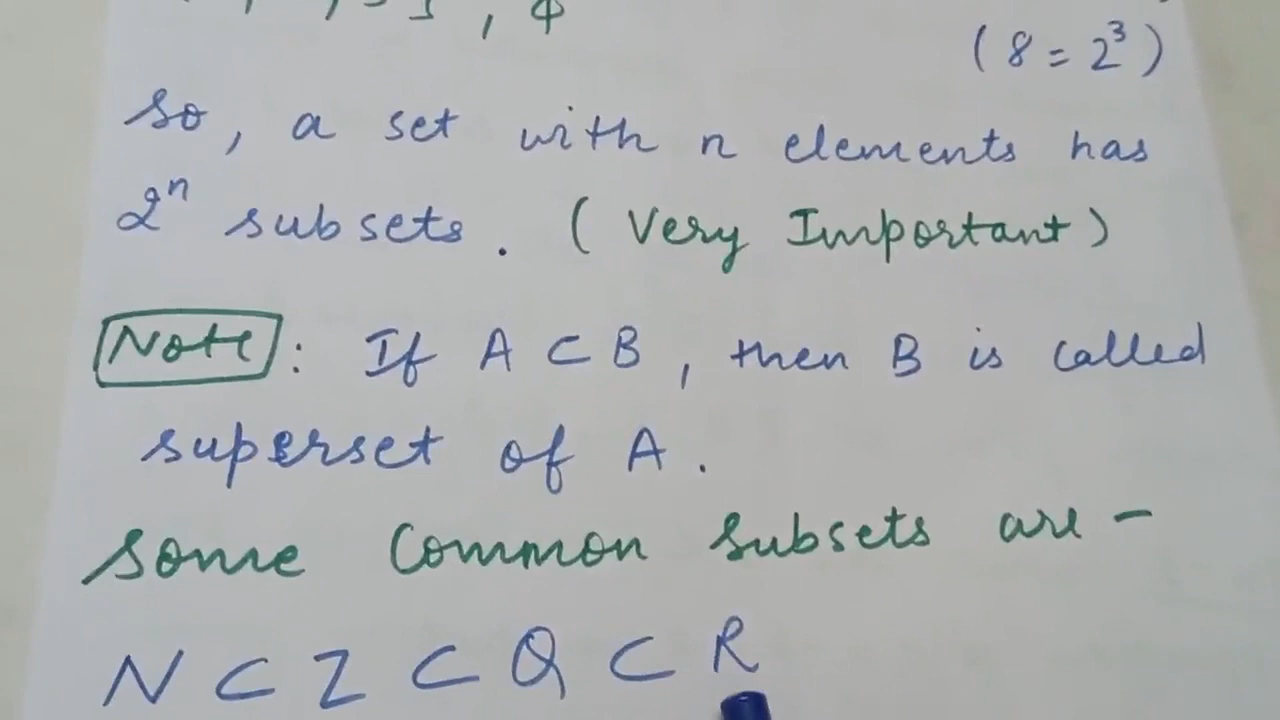 , 4
(8 = 2³)
So, a set with n elements has
2ⁿ subsets. (Very Important)
Note: If A ⊂ B, then B is called
superset of A.
Some Common Subsets are -
N ⊂ Z ⊂ Q ⊂ R